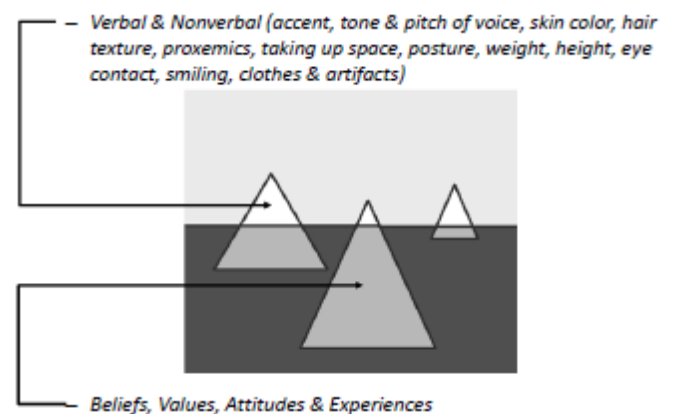 – Verbal & Nonverbal (accent, tone & pitch of voice, skin color, hair
texture, proxemics, taking up space, posture, weight, height, eye
contact, smiling, clothes & artifacts)
– Beliefs, Values, Attitudes & Experiences